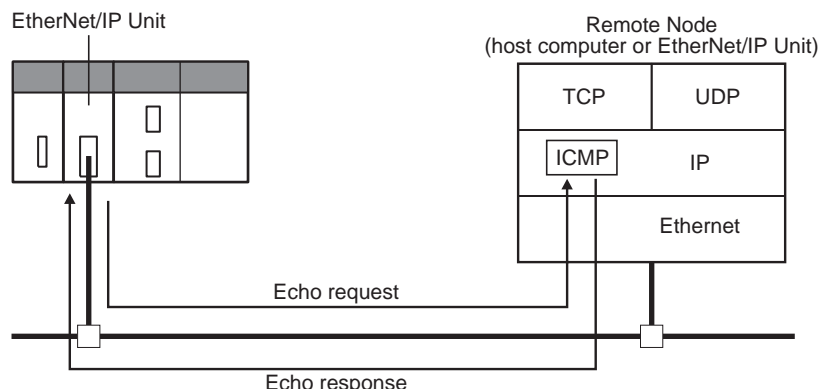 EtherNet/IP Unit
Remote Node
(host computer or EtherNet/IP Unit)
TCP
UDP
ICMP
IP
Ethernet
Echo request
Echo response